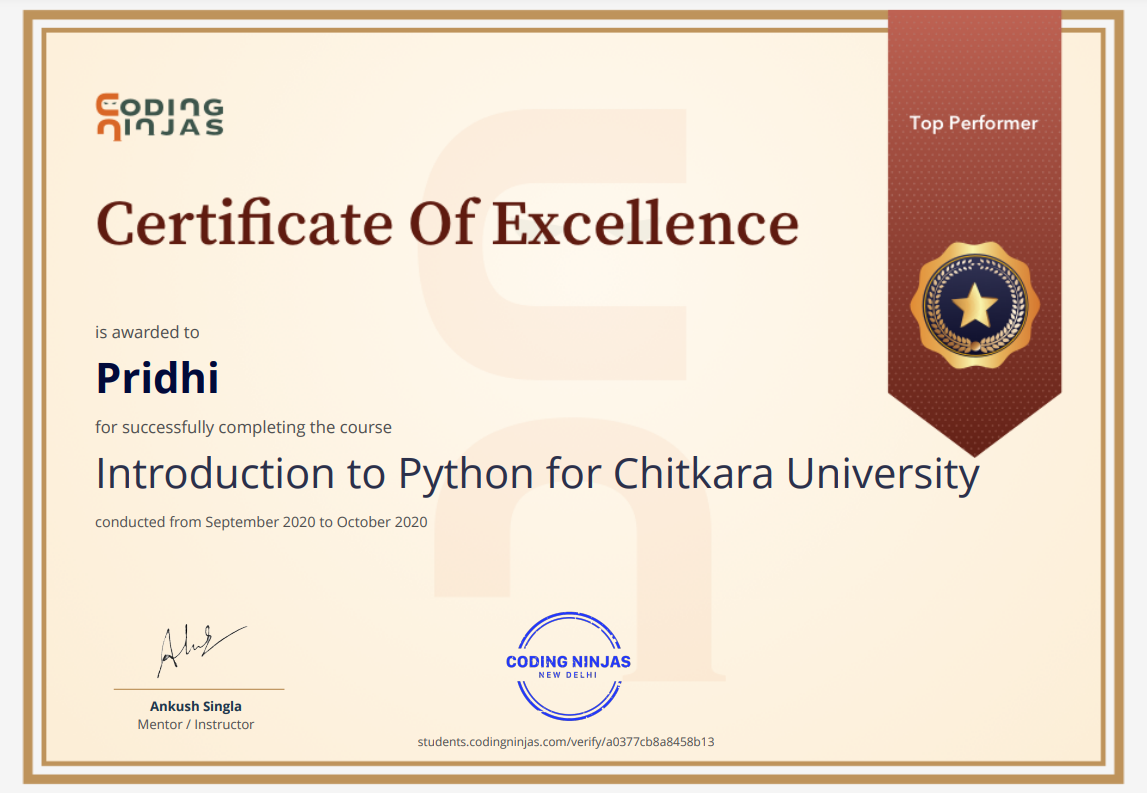 CODING
NINJAS
Top Performer
Certificate Of Excellence
is awarded to
Pridhi
for successfully completing the course
Introduction to Python for Chitkara University
conducted from September 2020 to October 2020
Ankush Singla
Mentor / Instructor
CODING NINJAS
NEW DELHI
students.codingninjas.com/verify/a0377cb8a8458b13